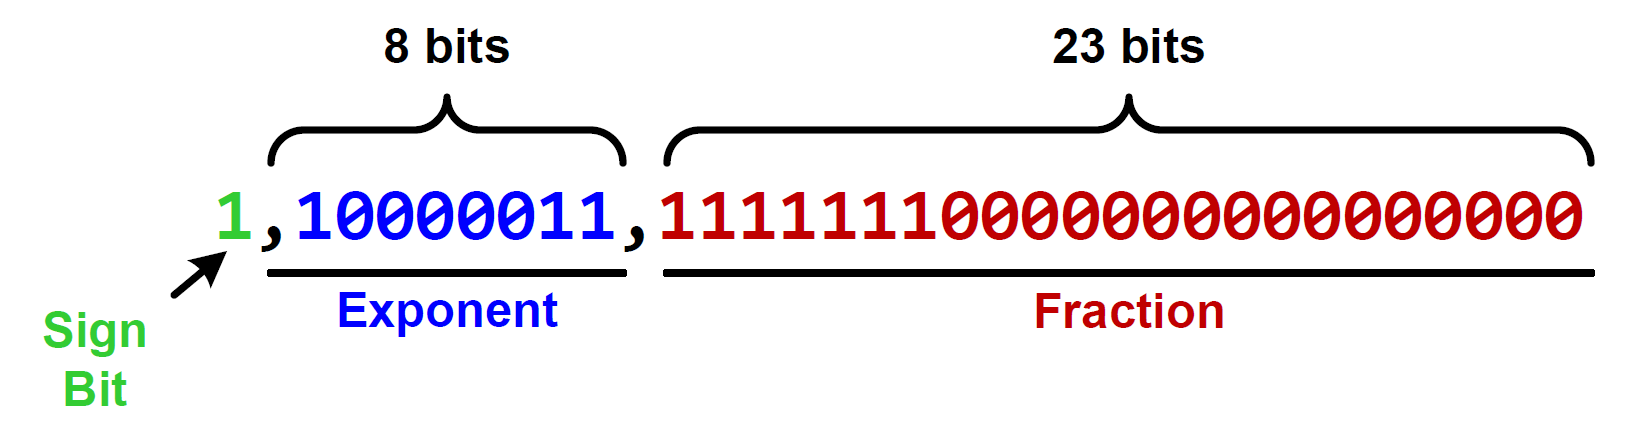 8 bits
23 bits
1,10000011,11111110000000000000000
Exponent
Fraction
Sign
Bit